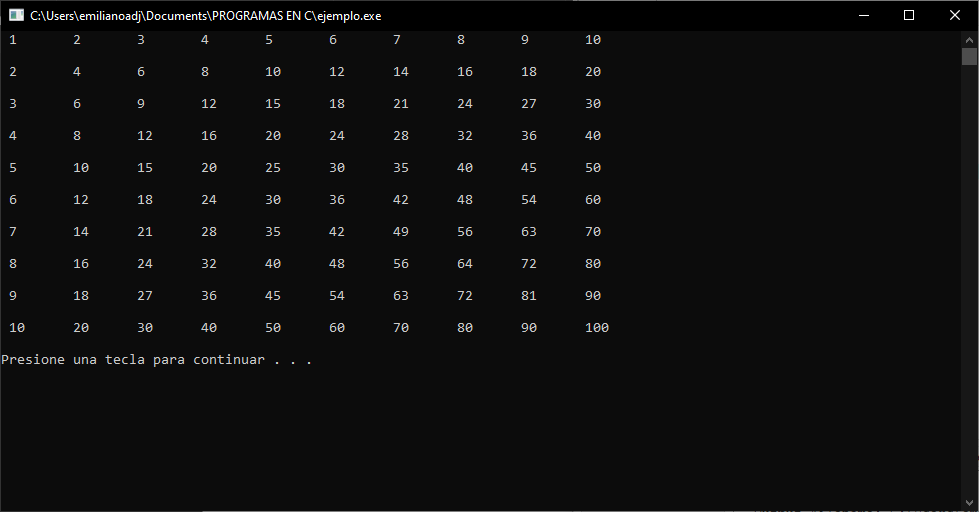 C:\Users\emilianoadj\Documents\PROGRAMAS EN C\ejemplo.exe
1 2 3 4 5 6 7 8 9 10
2 4 6 8 10 12 14 16 18 20
3 6 9 12 15 18 21 24 27 30
4 8 12 16 20 24 28 32 36 40
5 10 15 20 25 30 35 40 45 50
6 12 18 24 30 36 42 48 54 60
7 14 21 28 35 42 49 56 63 70
8 16 24 32 40 48 56 64 72 80
9 18 27 36 45 54 63 72 81 90
10 20 30 40 50 60 70 80 90 100
Presione una tecla para continuar . . .